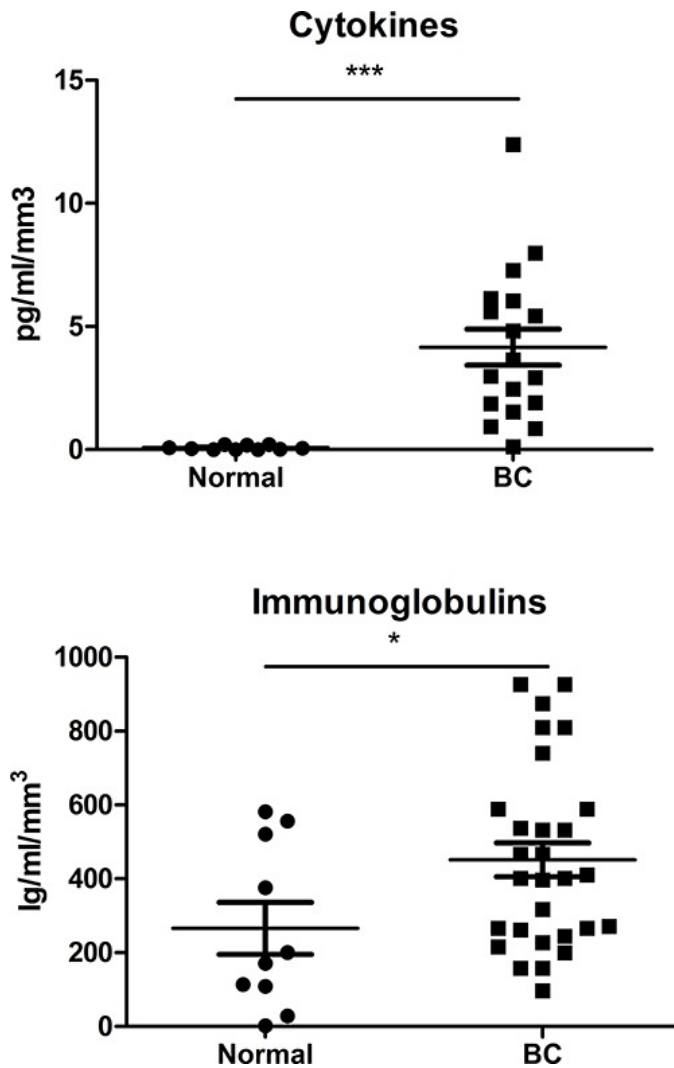 Cytokines
***
15
10
5
0
pg/ml/mm3
Normal BC
Immunoglobulins
*
1000
800
600
400
200
0
Ig/ml/mm³
Normal BC